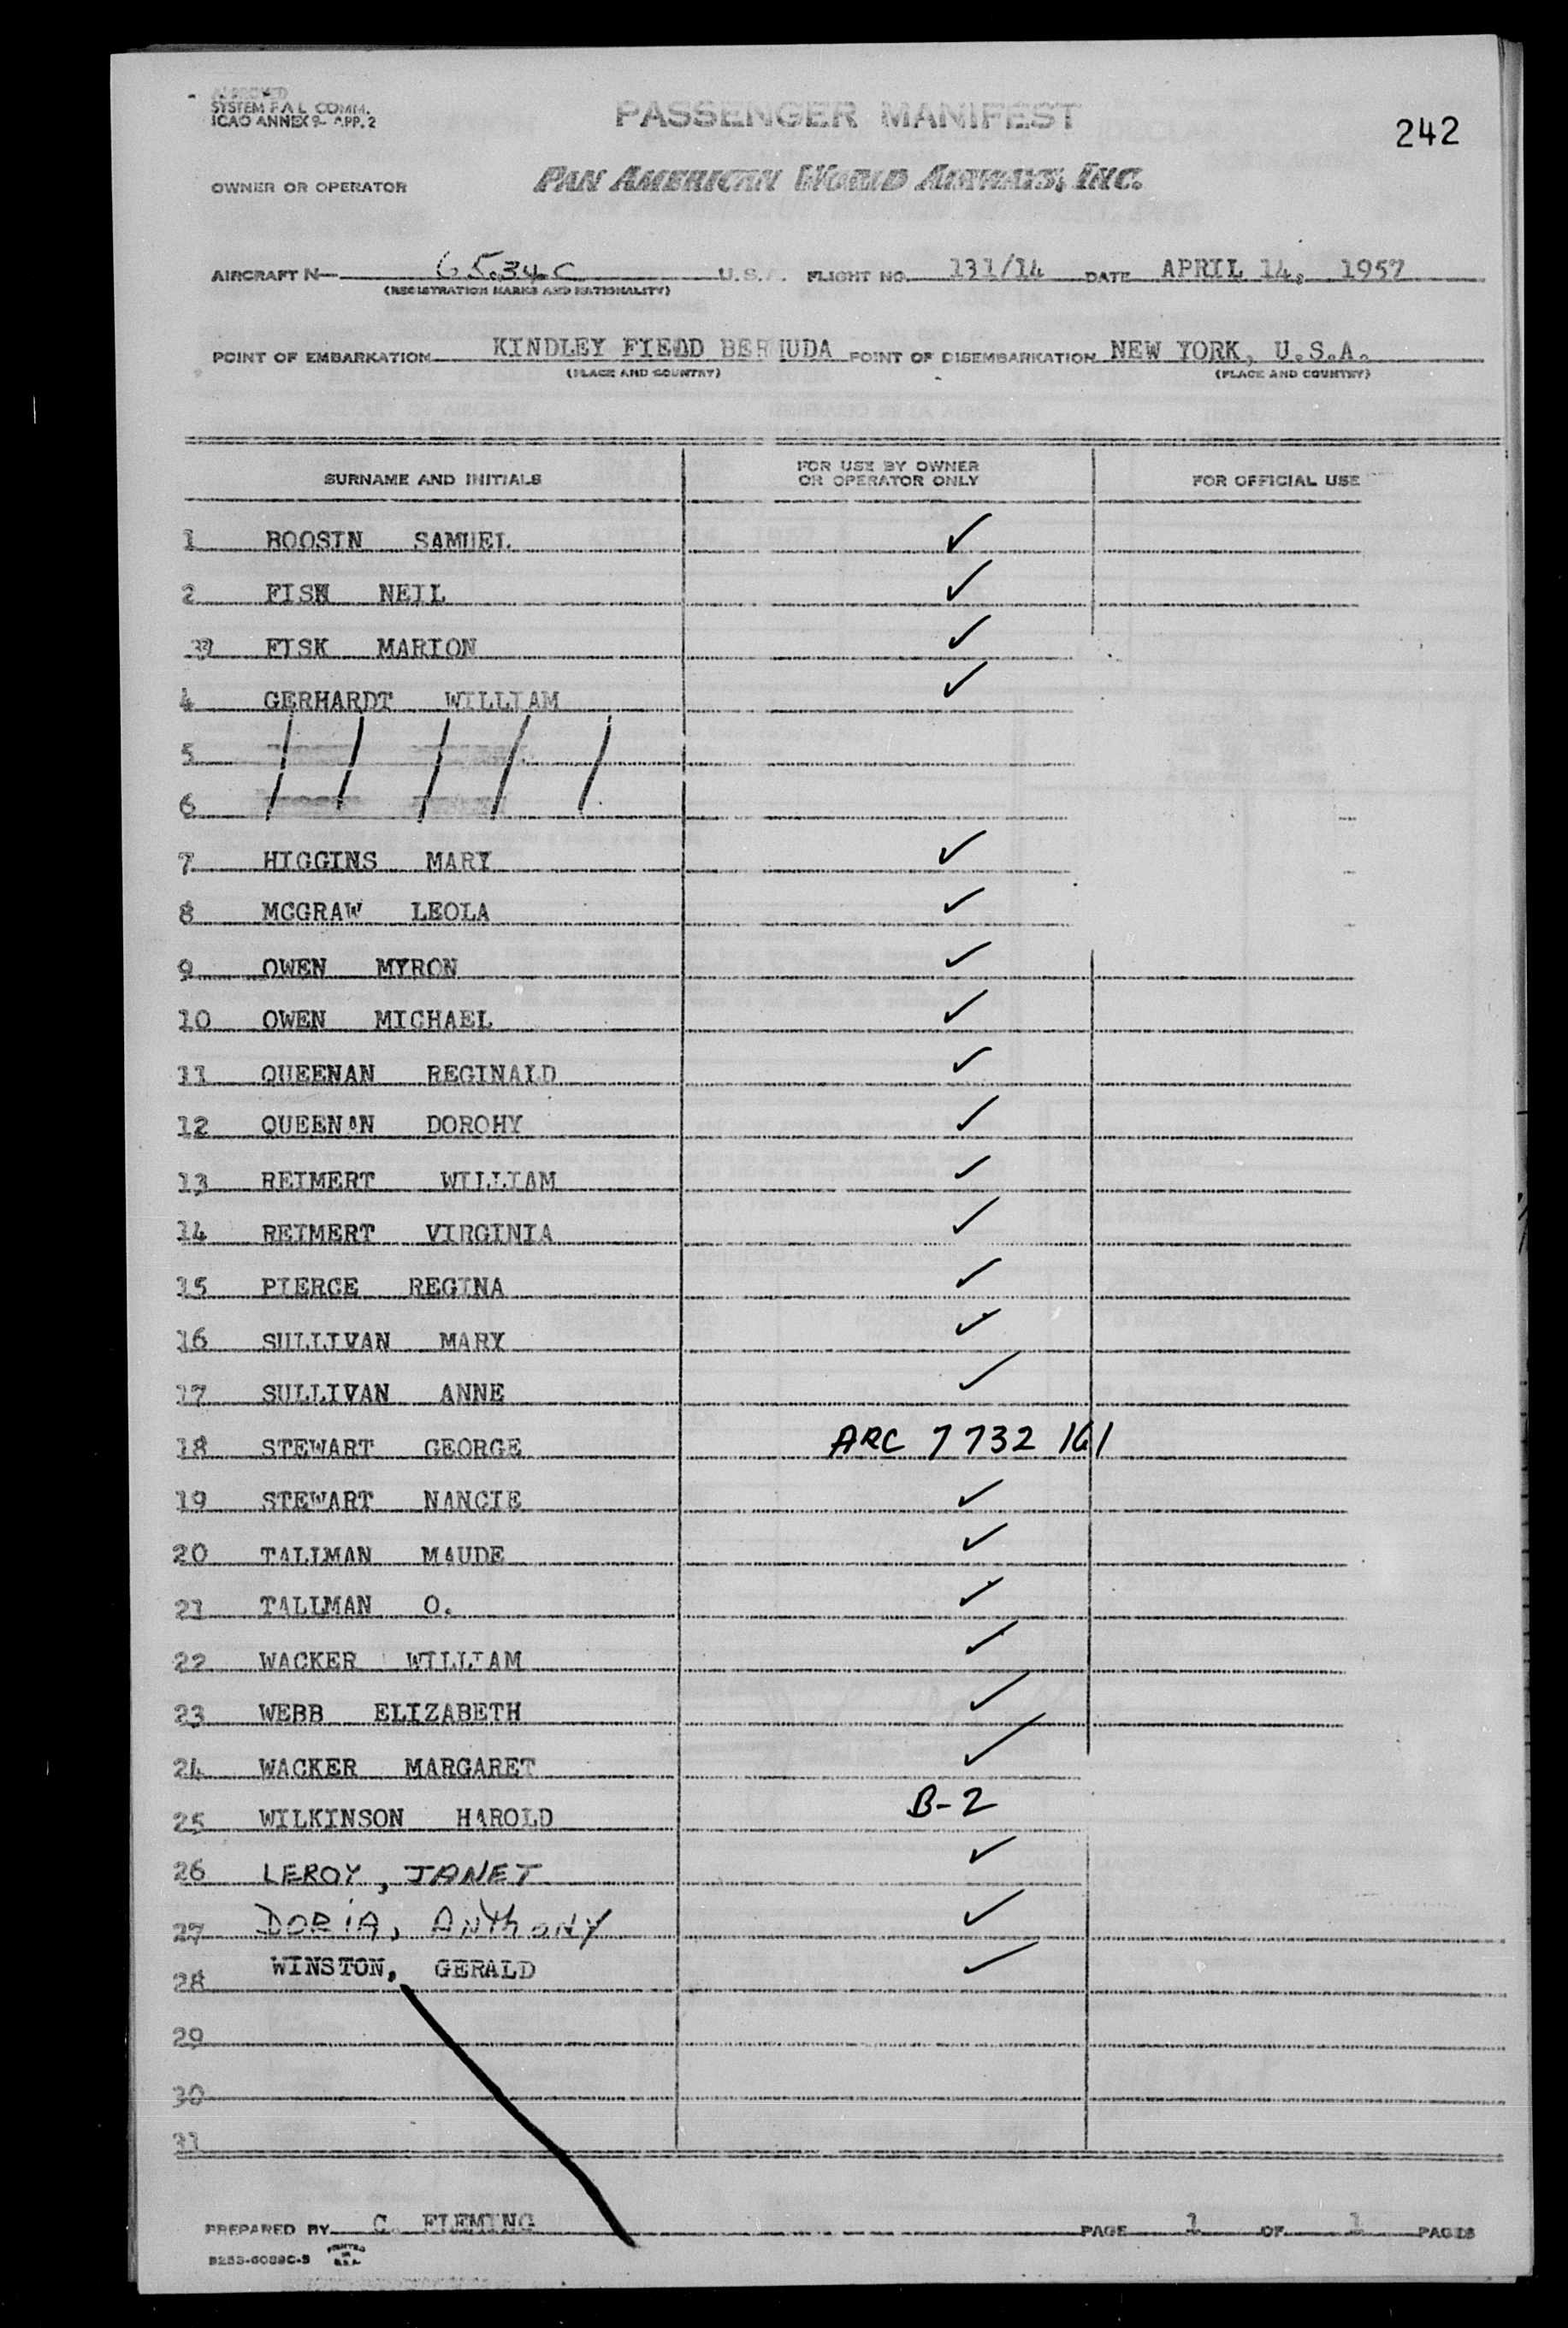 APPROVED
SYSTEM F.A.L. COMM.
ICAO ANNEX 9- APP. 2
PASSENGER MANIFEST
242
OWNER OR OPERATOR
PAN AMERICAN WORLD AIRWAYS, INC.
AIRCRAFT N- 6534C U.S.A. FLIGHT NO. 131/14 DATE APRIL 14, 1957
(REGISTRATION MARKS AND NATIONALITY)
POINT OF EMBARKATION KINDLEY FIEDD BERMUDA POINT OF DISEMBARKATION NEW YORK, U.S.A.
(PLACE AND COUNTRY) (PLACE AND COUNTRY)
SURNAME AND INITIALS FOR USE BY OWNER OR OPERATOR ONLY FOR OFFICIAL USE
1 BOOSIN SAMUEL ✓
2 FISK NEIL ✓
3 FISK MARION ✓
4 GERHARDT WILLIAM ✓
5
6
7 HIGGINS MARY ✓
8 MCGRAW LEOLA ✓
9 OWEN MYRON ✓
10 OWEN MICHAEL ✓
11 QUEENAN REGINALD ✓
12 QUEENAN DOROHY ✓
13 REIMERT WILLIAM ✓
14 REIMERT VIRGINIA ✓
15 PIERCE REGINA ✓
16 SULLIVAN MARY ✓
17 SULLIVAN ANNE ✓
18 STEWART GEORGE ARC 7732 161
19 STEWART NANCIE ✓
20 TALLMAN MAUDE ✓
21 TALLMAN O. ✓
22 WACKER WILLIAM ✓
23 WEBB ELIZABETH ✓
24 WACKER MARGARET ✓
25 WILKINSON HAROLD B-2
26 LEROY, JANET ✓
27 DORIA, ANTHONY ✓
28 WINSTON, GERALD ✓
29
30
31
PREPARED BY C. FLEMING PAGE 1 OF 1 PAGES
PRINTED IN U.S.A.